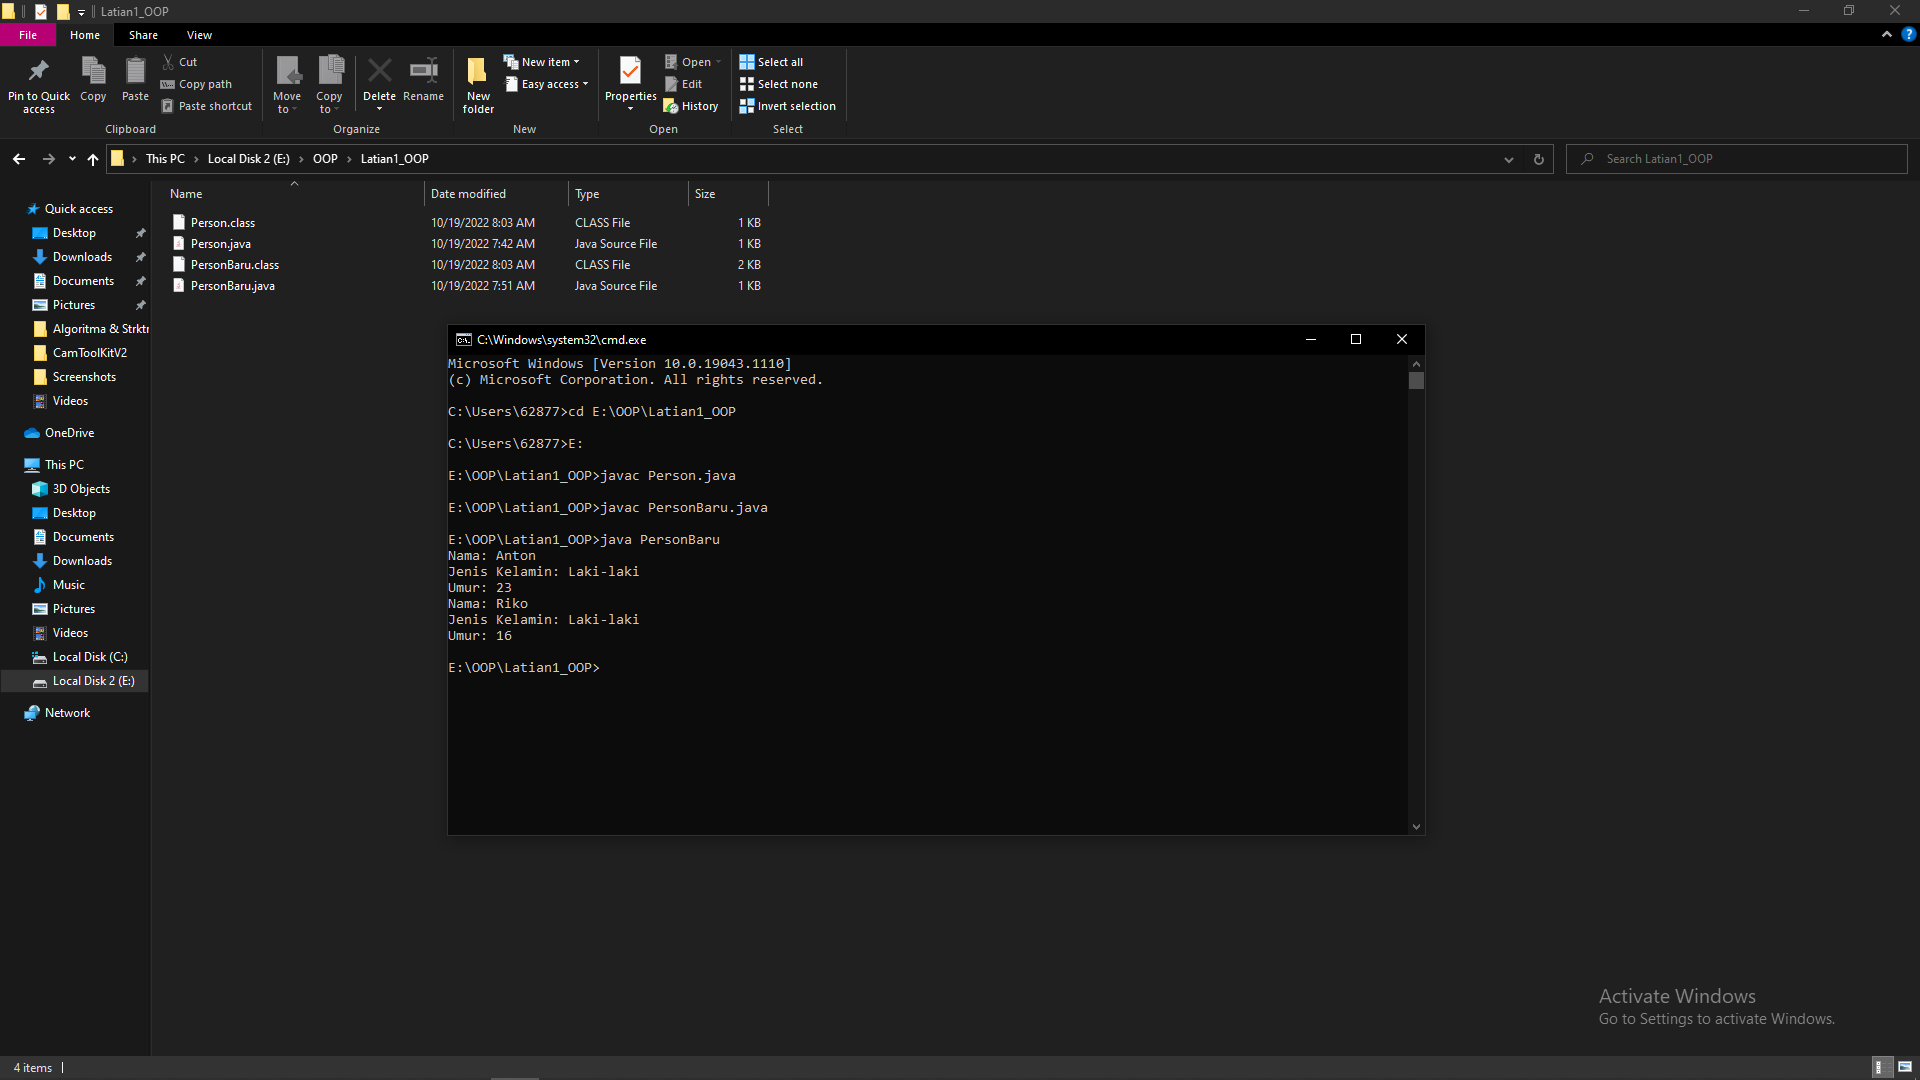 Latian1_OOP
File Home Share View
Pin to Quick access
Copy
Paste
Cut
Copy path
Paste shortcut
Clipboard
Move to
Copy to
Delete
Rename
Organize
New folder
New item
Easy access
New
Properties
Open
Edit
History
Open
Select all
Select none
Invert selection
Select
This PC > Local Disk 2 (E:) > OOP > Latian1_OOP
Search Latian1_OOP
Name Date modified Type Size
Person.class 10/19/2022 8:03 AM CLASS File 1 KB
Person.java 10/19/2022 7:42 AM Java Source File 1 KB
PersonBaru.class 10/19/2022 8:03 AM CLASS File 2 KB
PersonBaru.java 10/19/2022 7:51 AM Java Source File 1 KB
Quick access
Desktop
Downloads
Documents
Pictures
Algoritma & Strktr
CamToolKitV2
Screenshots
Videos
OneDrive
This PC
3D Objects
Desktop
Documents
Downloads
Music
Pictures
Videos
Local Disk (C:)
Local Disk 2 (E:)
Network
C:\Windows\system32\cmd.exe
Microsoft Windows [Version 10.0.19043.1110]
(c) Microsoft Corporation. All rights reserved.
C:\Users\62877>cd E:\OOP\Latian1_OOP
C:\Users\62877>E:
E:\OOP\Latian1_OOP>javac Person.java
E:\OOP\Latian1_OOP>javac PersonBaru.java
E:\OOP\Latian1_OOP>java PersonBaru
Nama: Anton
Jenis Kelamin: Laki-laki
Umur: 23
Nama: Riko
Jenis Kelamin: Laki-laki
Umur: 16
E:\OOP\Latian1_OOP>
Activate Windows
Go to Settings to activate Windows.
4 items